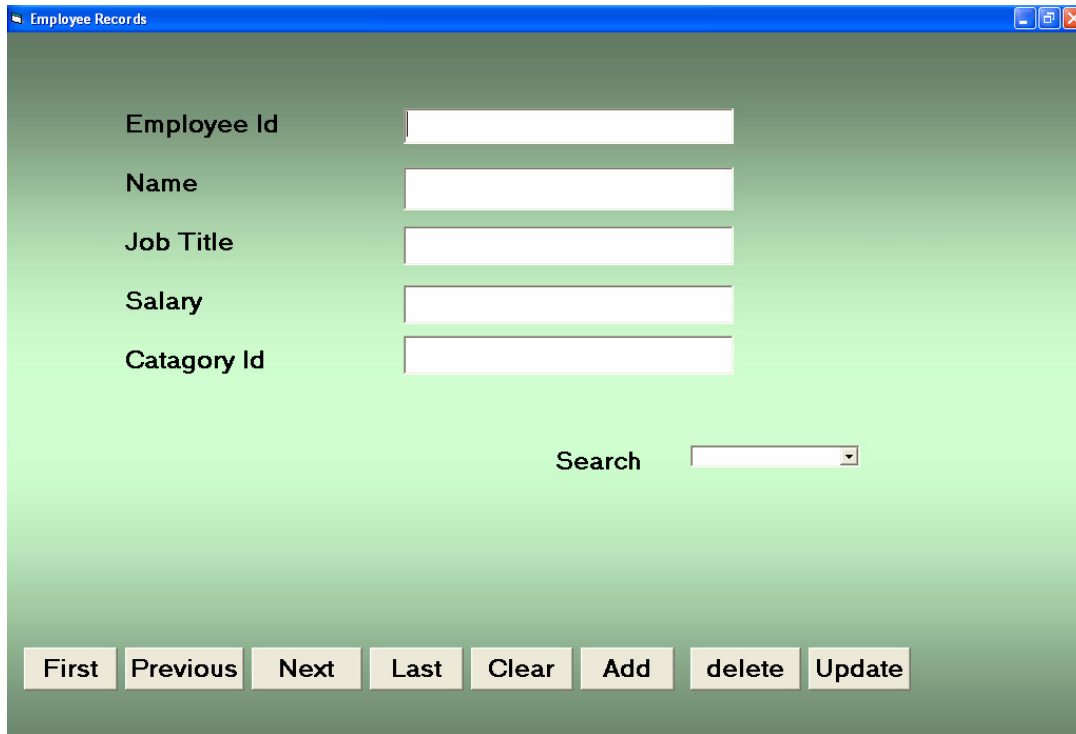 Employee Records
Employee Id
Name
Job Title
Salary
Catagory Id
Search
First Previous Next Last Clear Add delete Update